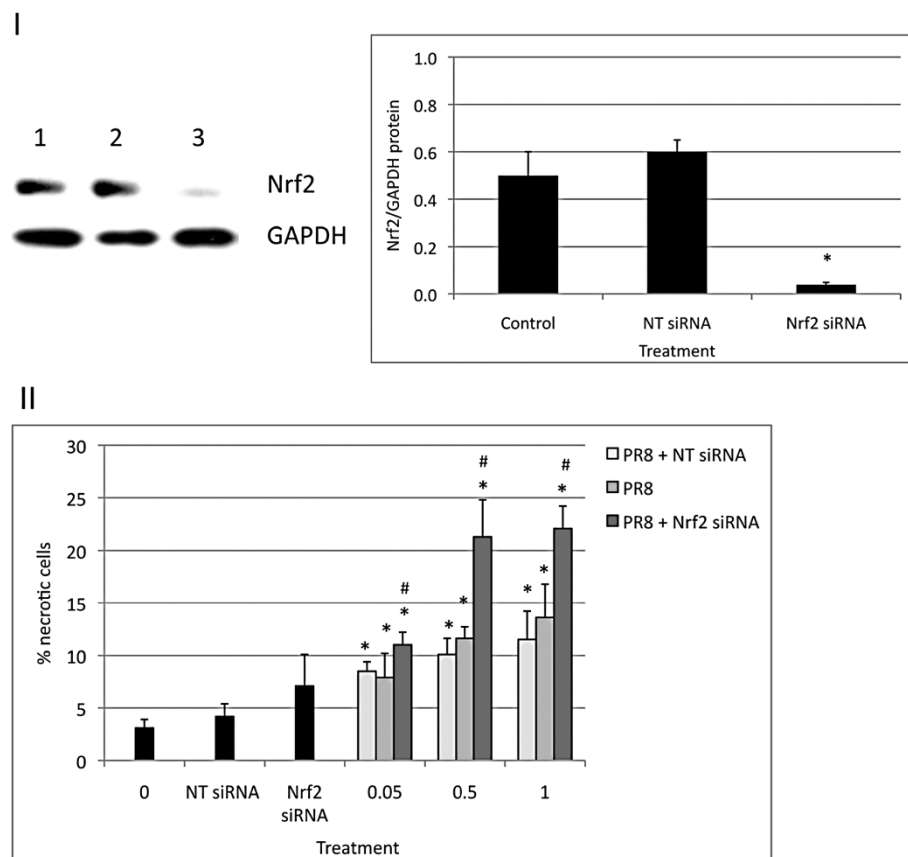 I
1 2 3
Nrf2
GAPDH
Nrf2/GAPDH protein
1.0
0.8
0.6
0.4
0.2
0.0
*
Control NT siRNA Nrf2 siRNA
Treatment
II
% necrotic cells
30
25
20
15
10
5
0
* * * #
* * * #
* * * #
PR8 + NT siRNA
PR8
PR8 + Nrf2 siRNA
0 NT siRNA Nrf2 0.05 0.5 1
siRNA
Treatment